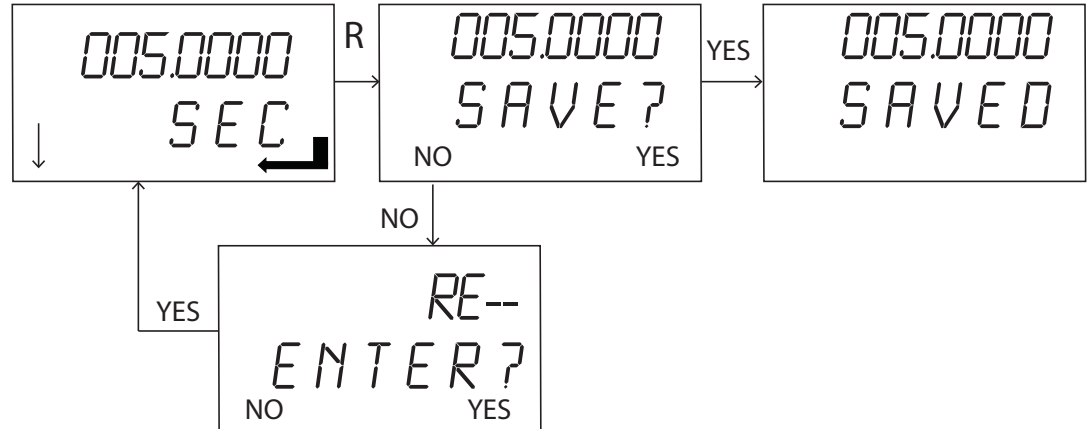 005.0000
SEC
R
005.0000
SAVE?
NO YES
YES
005.0000
SAVED
NO
YES
RE--
ENTER?
NO YES